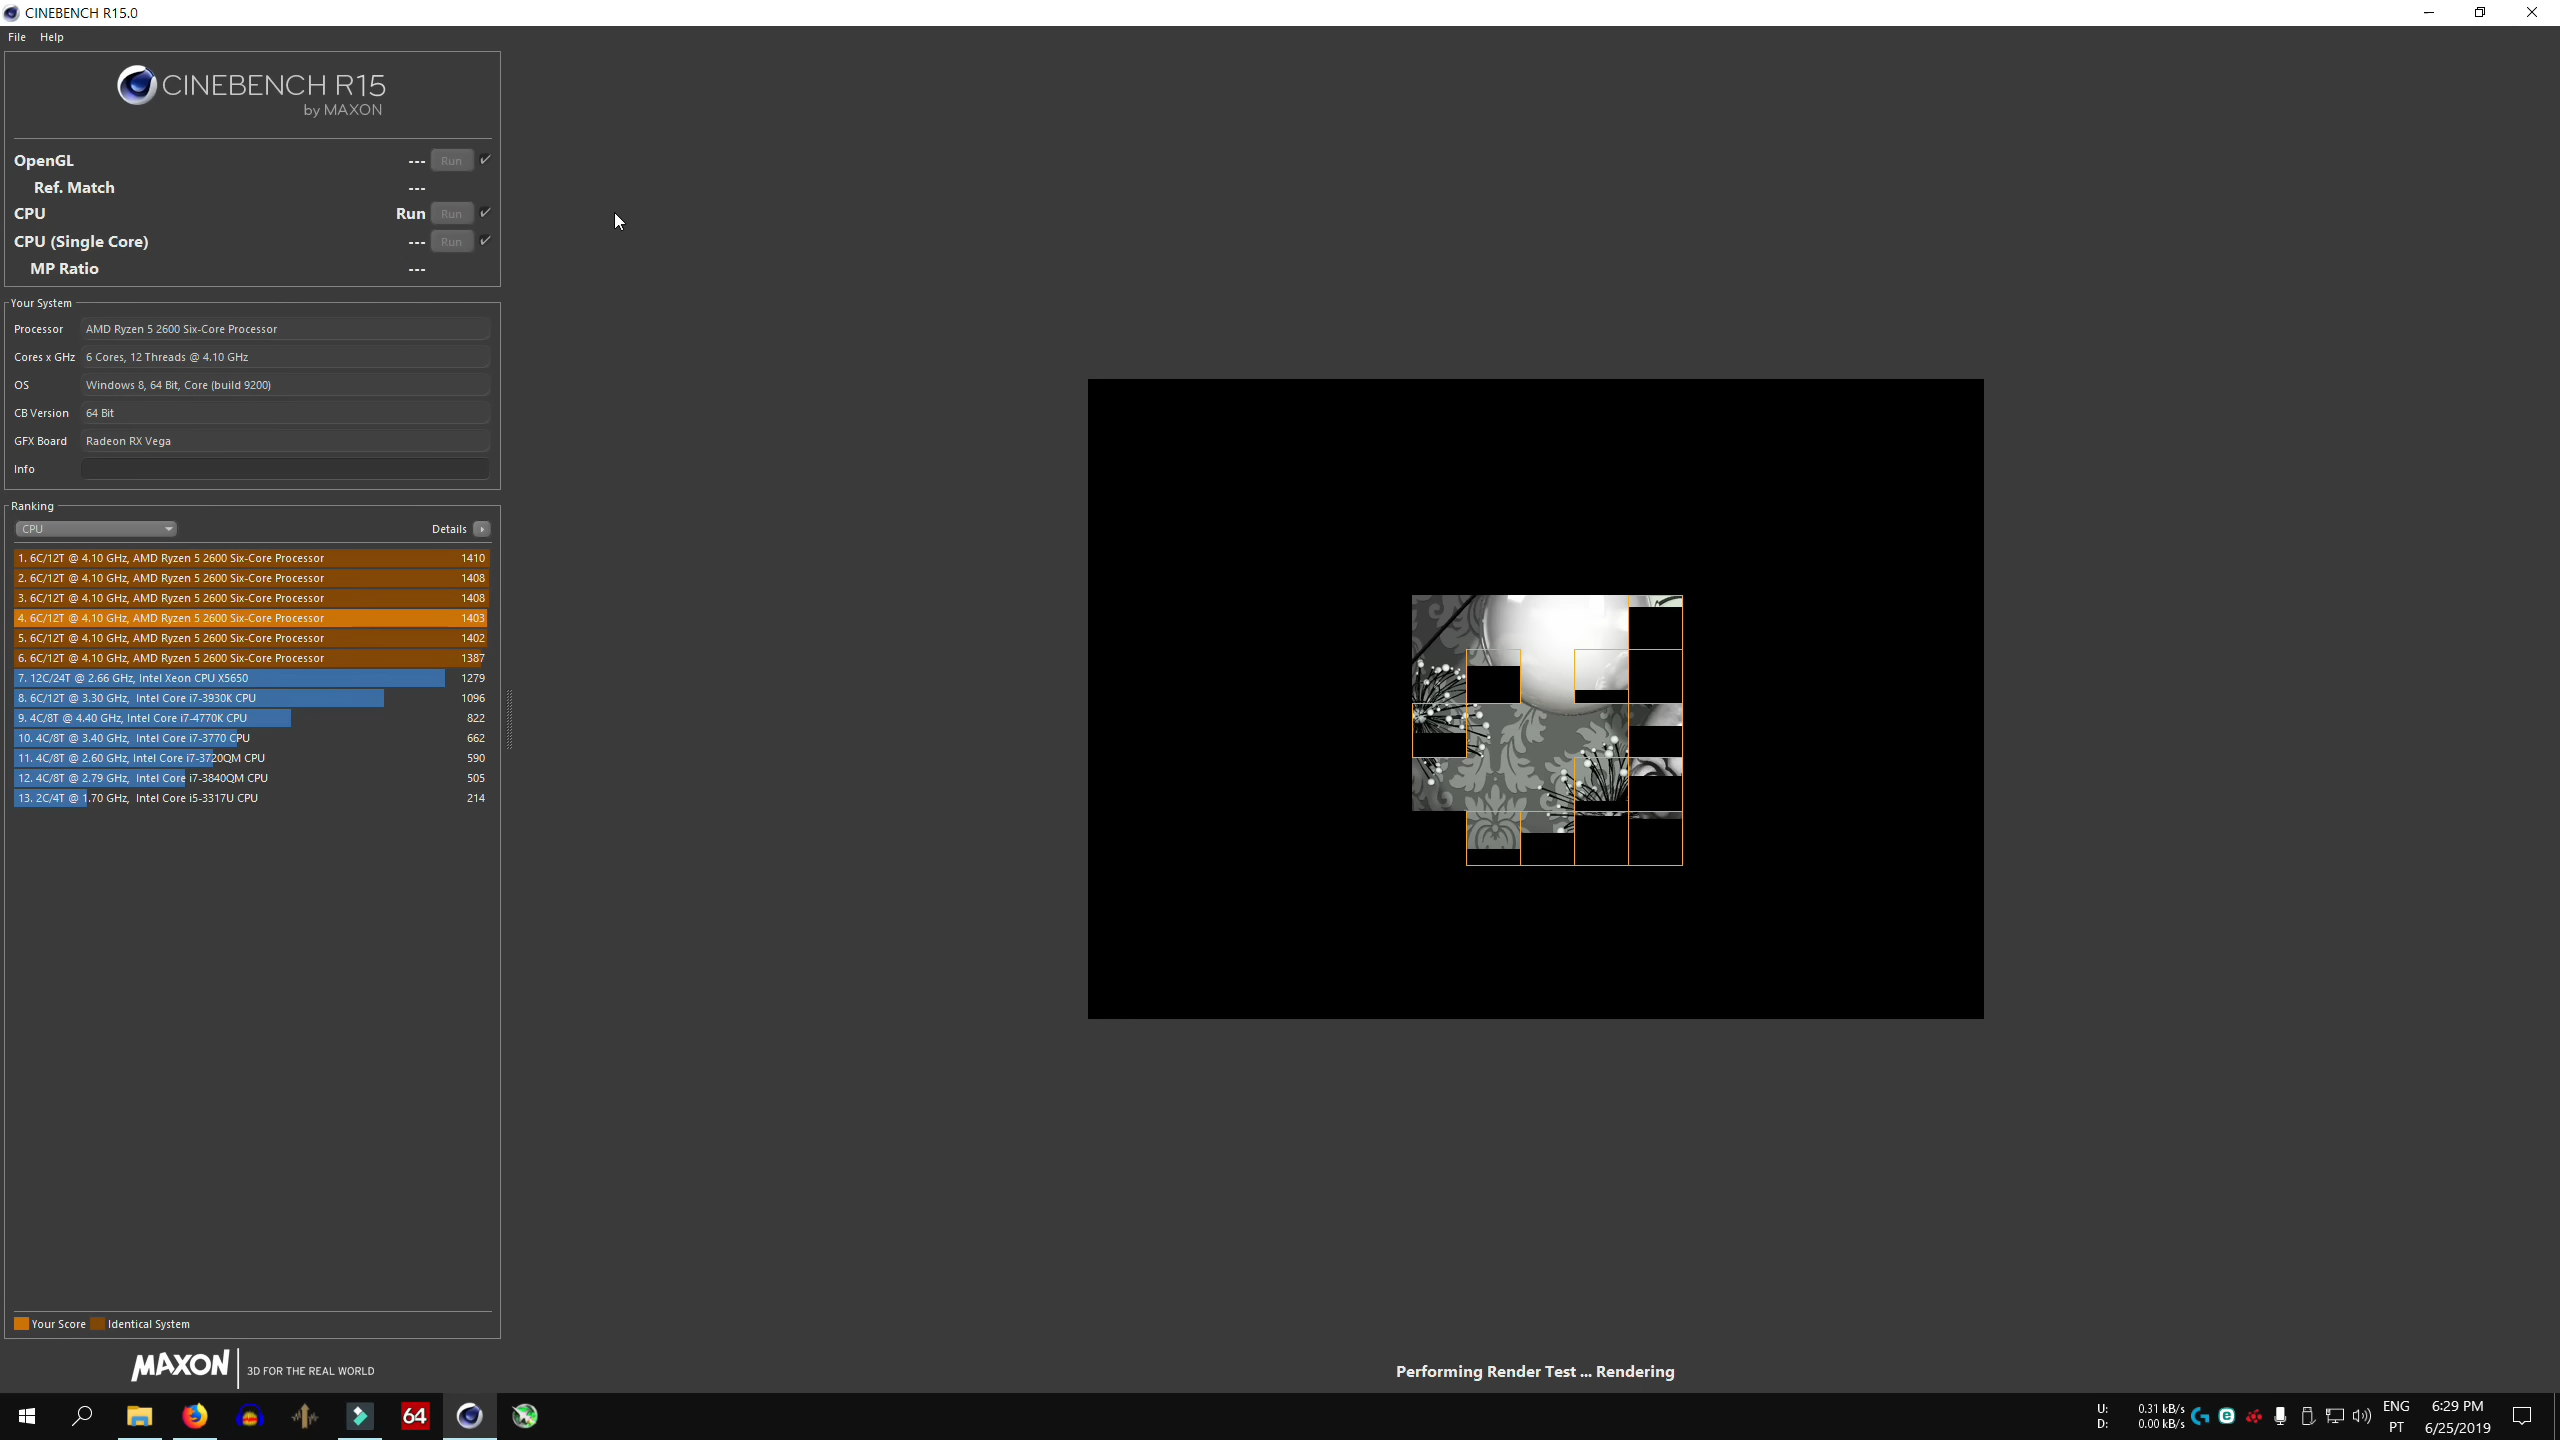 CINEBENCH R15.0
File Help
CINEBENCH R15
by MAXON
OpenGL --- Run
Ref. Match ---
CPU Run Run
CPU (Single Core) --- Run
MP Ratio ---
Your System
Processor AMD Ryzen 5 2600 Six-Core Processor
Cores x GHz 6 Cores, 12 Threads @ 4.10 GHz
OS Windows 8, 64 Bit, Core (build 9200)
CB Version 64 Bit
GFX Board Radeon RX Vega
Info
Ranking
CPU Details
1. 6C/12T @ 4.10 GHz, AMD Ryzen 5 2600 Six-Core Processor 1410
2. 6C/12T @ 4.10 GHz, AMD Ryzen 5 2600 Six-Core Processor 1408
3. 6C/12T @ 4.10 GHz, AMD Ryzen 5 2600 Six-Core Processor 1408
4. 6C/12T @ 4.10 GHz, AMD Ryzen 5 2600 Six-Core Processor 1403
5. 6C/12T @ 4.10 GHz, AMD Ryzen 5 2600 Six-Core Processor 1402
6. 6C/12T @ 4.10 GHz, AMD Ryzen 5 2600 Six-Core Processor 1387
7. 12C/24T @ 2.66 GHz, Intel Xeon CPU X5650 1279
8. 6C/12T @ 3.30 GHz, Intel Core i7-3930K CPU 1096
9. 4C/8T @ 4.40 GHz, Intel Core i7-4770K CPU 822
10. 4C/8T @ 3.40 GHz, Intel Core i7-3770 CPU 662
11. 4C/8T @ 2.60 GHz, Intel Core i7-3720QM CPU 590
12. 4C/8T @ 2.79 GHz, Intel Core i7-3840QM CPU 505
13. 2C/4T @ 1.70 GHz, Intel Core i5-3317U CPU 214
Your Score Identical System
MAXON 3D FOR THE REAL WORLD
Performing Render Test ... Rendering
64
U: 0.31 kB/s
D: 0.00 kB/s
ENG
PT
6:29 PM
6/25/2019